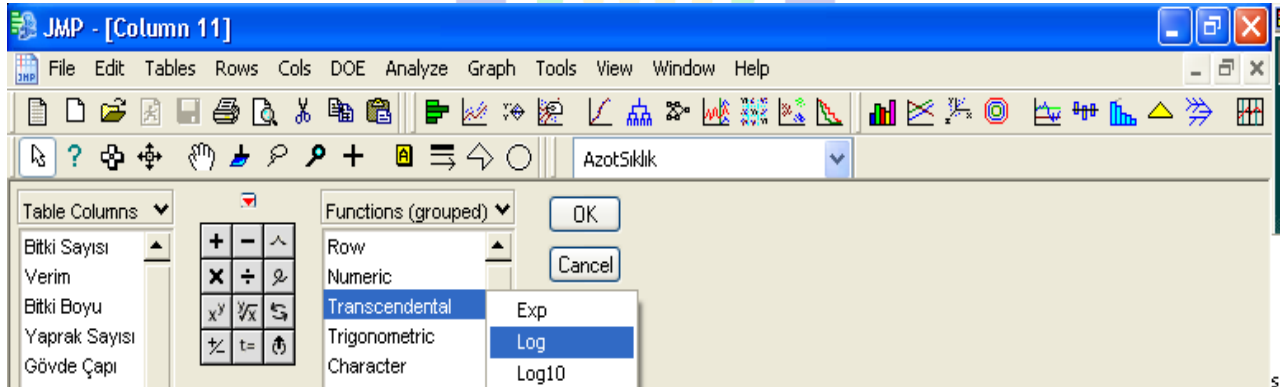 JMP - [Column 11]
File Edit Tables Rows Cols DOE Analyze Graph Tools View Window Help
AzotSiklik
Table Columns
Functions (grouped)
OK
Cancel
Bitki Sayısı
Verim
Bitki Boyu
Yaprak Sayısı
Gövde Çapı
Row
Numeric
Transcendental
Trigonometric
Character
Exp
Log
Log10